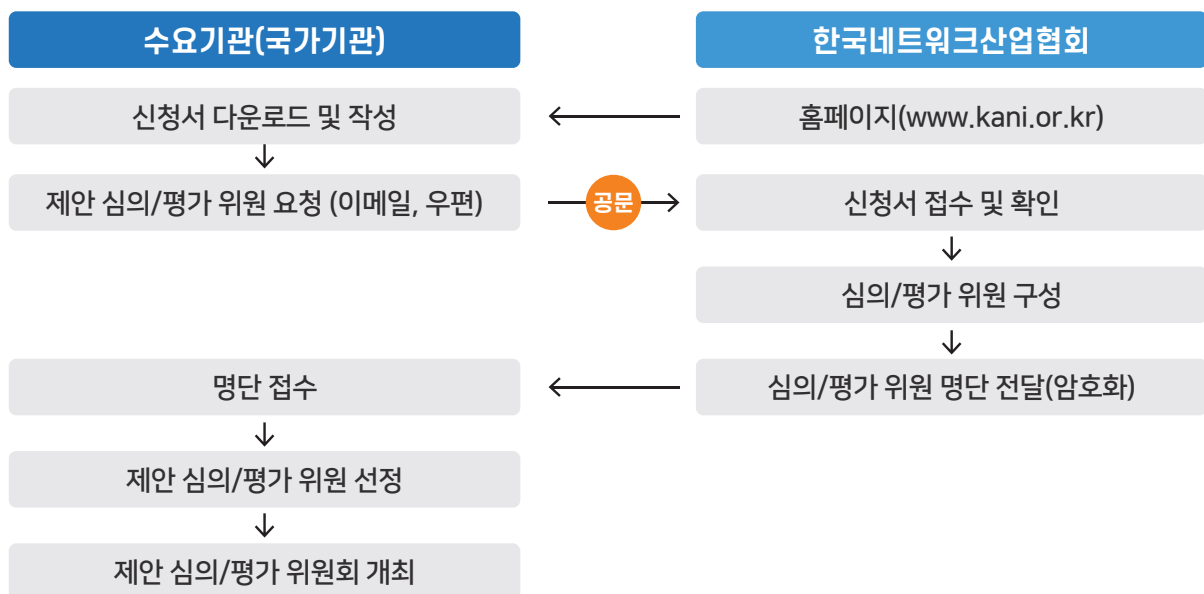 수요기관(국가기관)
한국네트워크산업협회
신청서 다운로드 및 작성
홈페이지(www.kani.or.kr)
제안 심의/평가 위원 요청 (이메일, 우편)
공문
신청서 접수 및 확인
심의/평가 위원 구성
명단 접수
심의/평가 위원 명단 전달(암호화)
제안 심의/평가 위원 선정
제안 심의/평가 위원회 개최